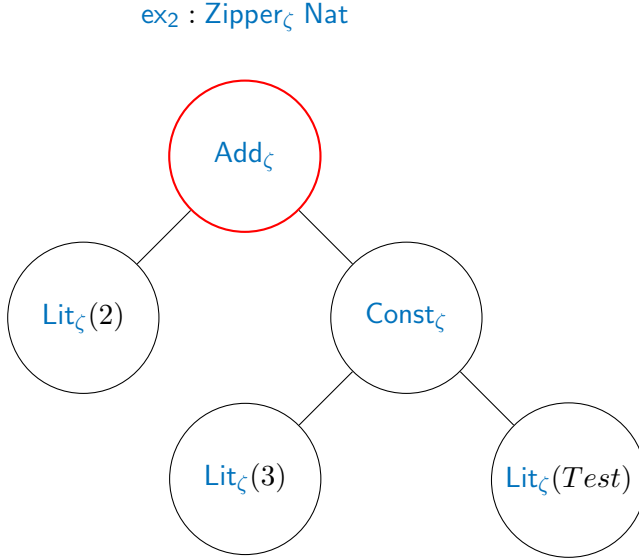 ex₂ : Zipper_ζ Nat
Add_ζ
Lit_ζ(2)
Const_ζ
Lit_ζ(3)
Lit_ζ(Test)